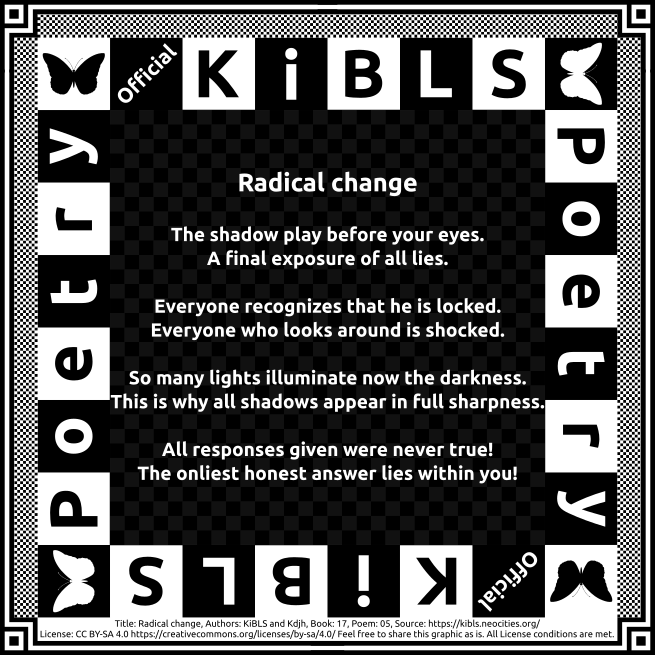 Official KiBLS
Poetry
Poetry
Radical change
The shadow play before your eyes.
A final exposure of all lies.
Everyone recognizes that he is locked.
Everyone who looks around is shocked.
So many lights illuminate now the darkness.
This is why all shadows appear in full sharpness.
All responses given were never true!
The onliest honest answer lies within you!
Official KiBLS
Title: Radical change, Authors: KiBLS and Kdjh, Book: 17, Poem: 05, Source: https://kibls.neocities.org/
License: CC BY-SA 4.0 https://creativecommons.org/licenses/by-sa/4.0/ Feel free to share this graphic as is. All License conditions are met.